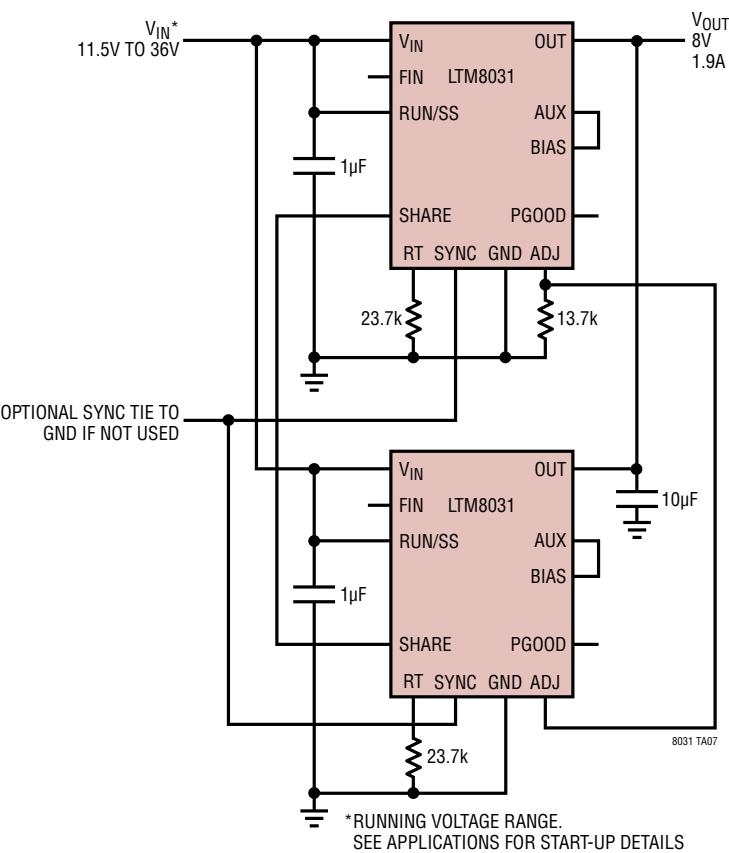 VIN*
11.5V TO 36V
VOUT
8V
1.9A
VIN
OUT
FIN
LTM8031
RUN/SS
AUX
BIAS
1µF
SHARE
PGOOD
RT SYNC GND ADJ
23.7k
13.7k
OPTIONAL SYNC TIE TO
GND IF NOT USED
VIN
OUT
FIN
LTM8031
10µF
RUN/SS
AUX
BIAS
1µF
SHARE
PGOOD
RT SYNC GND ADJ
8031 TA07
23.7k
*RUNNING VOLTAGE RANGE.
SEE APPLICATIONS FOR START-UP DETAILS